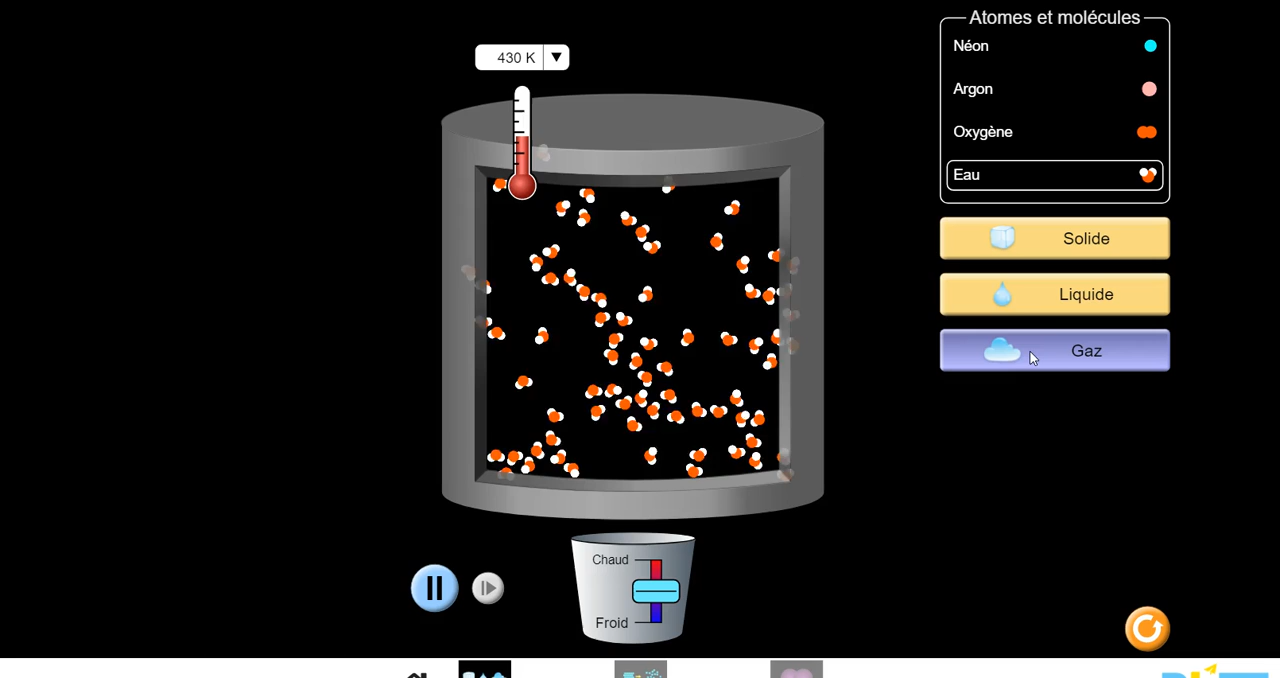 Atomes et molécules
430 K ▼
Néon
Argon
Oxygène
Eau
Solide
Liquide
Gaz
Chaud
Froid